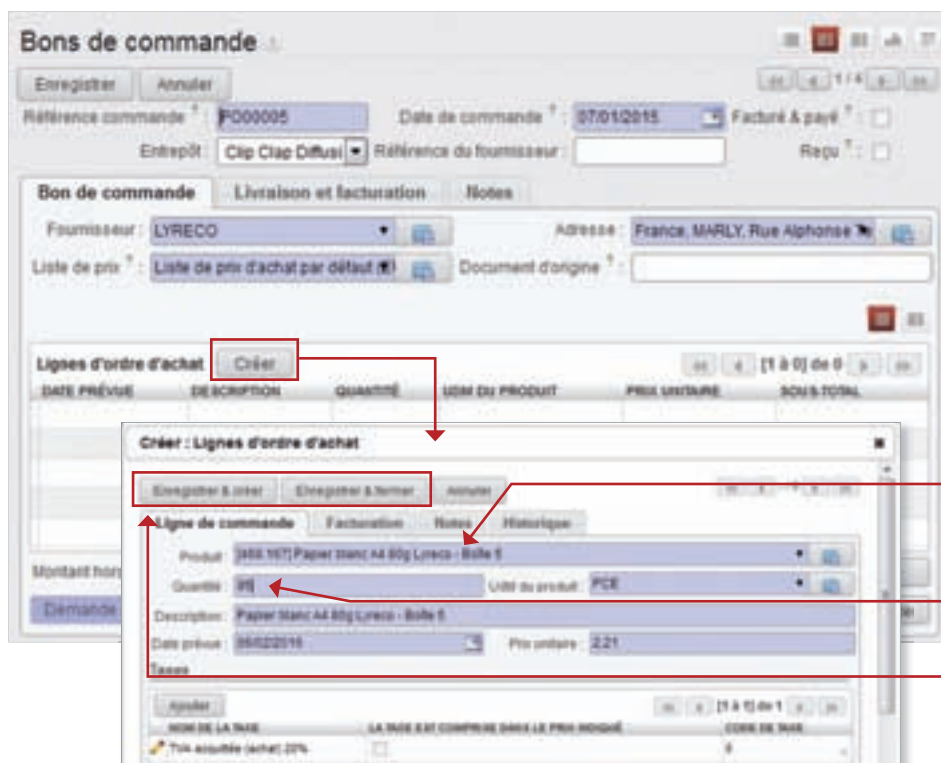 Bons de commande
Enregistrer Annuler 1 / 4
Référence commande ? : PO00005 Date de commande ? : 07/01/2015 Facturé & payé ? :
Entrepôt : Clip Clap Diffusi Référence du fournisseur : Reçu ? :
Bon de commande Livraison et facturation Notes
Fournisseur : LYRECO Adresse : France, MARLY, Rue Alphonse
Liste de prix ? : Liste de prix d'achat par défaut Document d'origine ? :
Lignes d'ordre d'achat Créer [1 à 0] de 0
DATE PRÉVUE DESCRIPTION QUANTITÉ UDM DU PRODUIT PRIX UNITAIRE SOUS-TOTAL
Créer : Lignes d'ordre d'achat
Enregistrer & créer Enregistrer & fermer Annuler
Ligne de commande Facturation Notes Historique
Produit : Papier blanc A4 80g Lyreco - Boîte 5
Quantité : UdM du produit : PCE
Description : Papier blanc A4 80g Lyreco - Boîte 5
Date prévue : Prix unitaire : 2.21
Montant hors
Demande
Taxes
Ajouter [1 à 1] de 1
NOM DE LA TAXE LA TAXE EST COMPRISE DANS LE PRIX INDIQUÉ CODE DE TAXE
TVA acquittée (achat) 20%